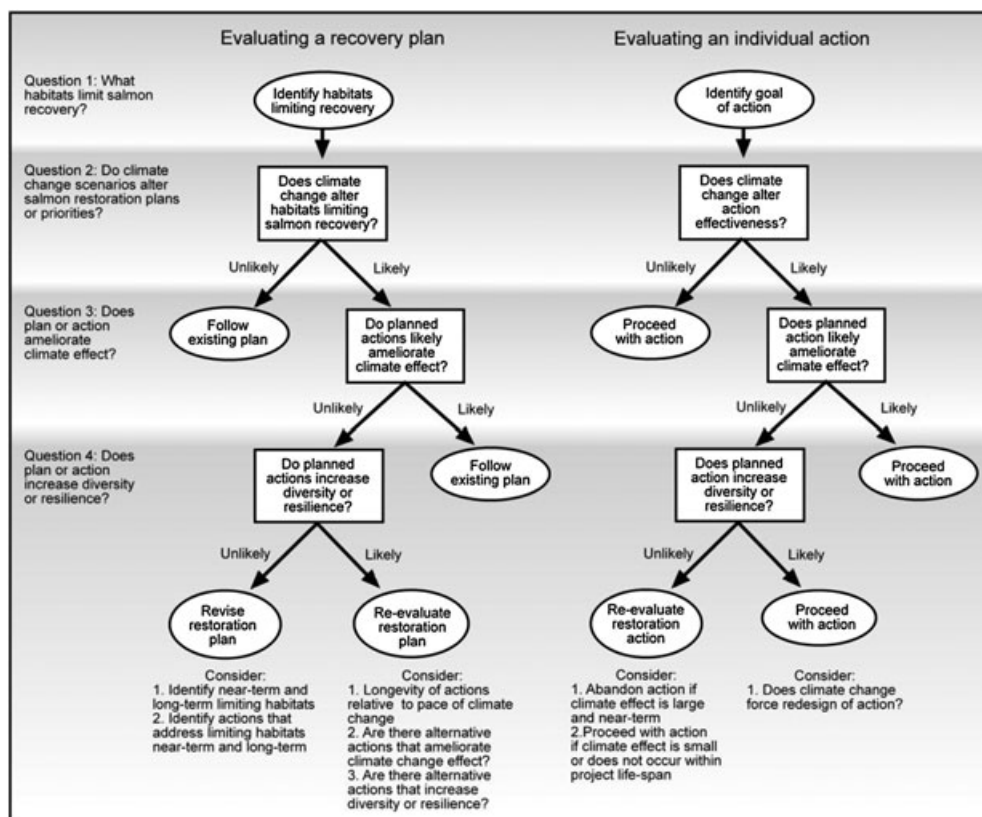 Evaluating a recovery plan
Evaluating an individual action
Question 1: What
habitats limit salmon
recovery?
Identify habitats
limiting recovery
Identify goal
of action
Question 2: Do climate
change scenarios alter
salmon restoration plans
or priorities?
Does climate
change alter
habitats limiting
salmon recovery?
Does climate
change alter
action
effectiveness?
Unlikely
Likely
Unlikely
Likely
Question 3: Does
plan or action
ameliorate
climate effect?
Follow
existing plan
Do planned
actions likely
ameliorate
climate effect?
Proceed
with action
Does planned
action likely
ameliorate
climate effect?
Unlikely
Likely
Unlikely
Likely
Question 4: Does
plan or action
increase diversity
or resilience?
Do planned
actions increase
diversity or
resilience?
Follow
existing plan
Does planned
action increase
diversity or
resilience?
Proceed
with action
Unlikely
Likely
Unlikely
Likely
Revise
restoration
plan
Re-evaluate
restoration
plan
Re-evaluate
restoration
action
Proceed
with action
Consider:
1. Identify near-term and
long-term limiting habitats
2. Identify actions that
address limiting habitats
near-term and long-term
Consider:
1. Longevity of actions
relative to pace of climate
change
2. Are there alternative
actions that ameliorate
climate change effect?
3. Are there alternative
actions that increase
diversity or resilience?
Consider:
1. Abandon action if
climate effect is large
and near-term
2.Proceed with action
if climate effect is small
or does not occur within
project life-span
Consider:
1. Does climate change
force redesign of action?